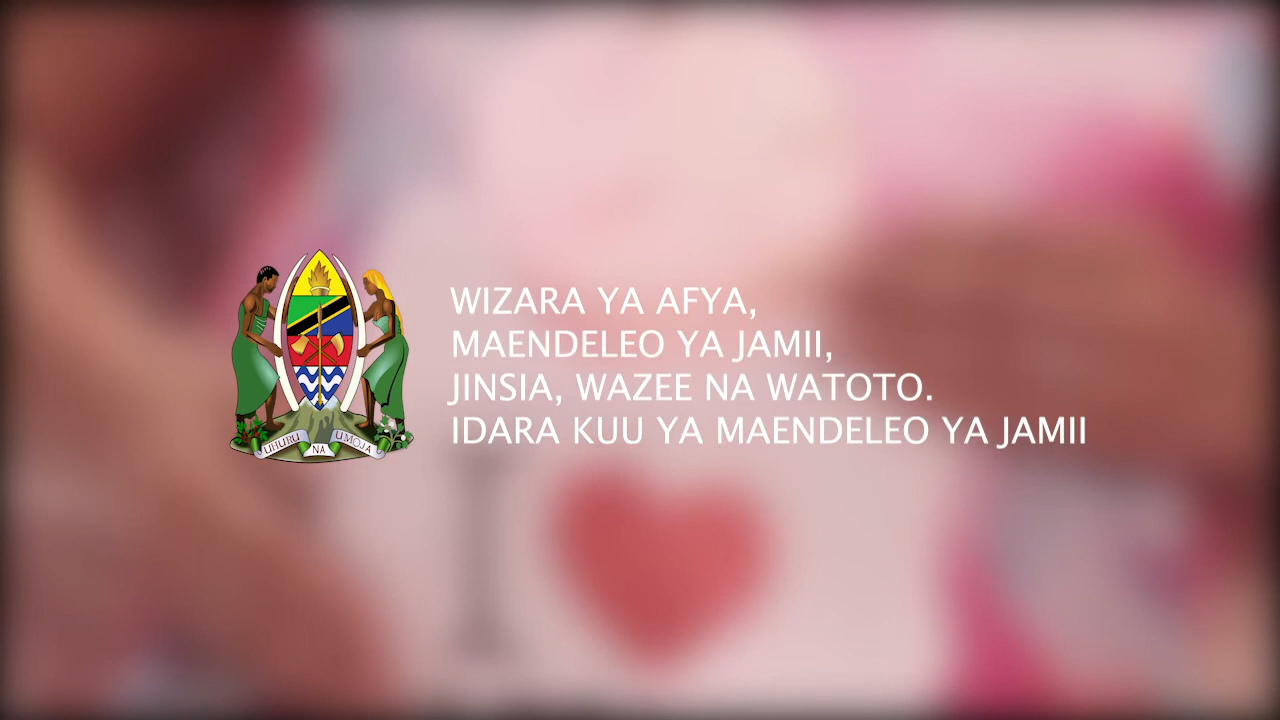 WIZARA YA AFYA,
MAENDELEO YA JAMII,
JINSIA, WAZEE NA WATOTO.
IDARA KUU YA MAENDELEO YA JAMII
UHURU NA UMOJA
I